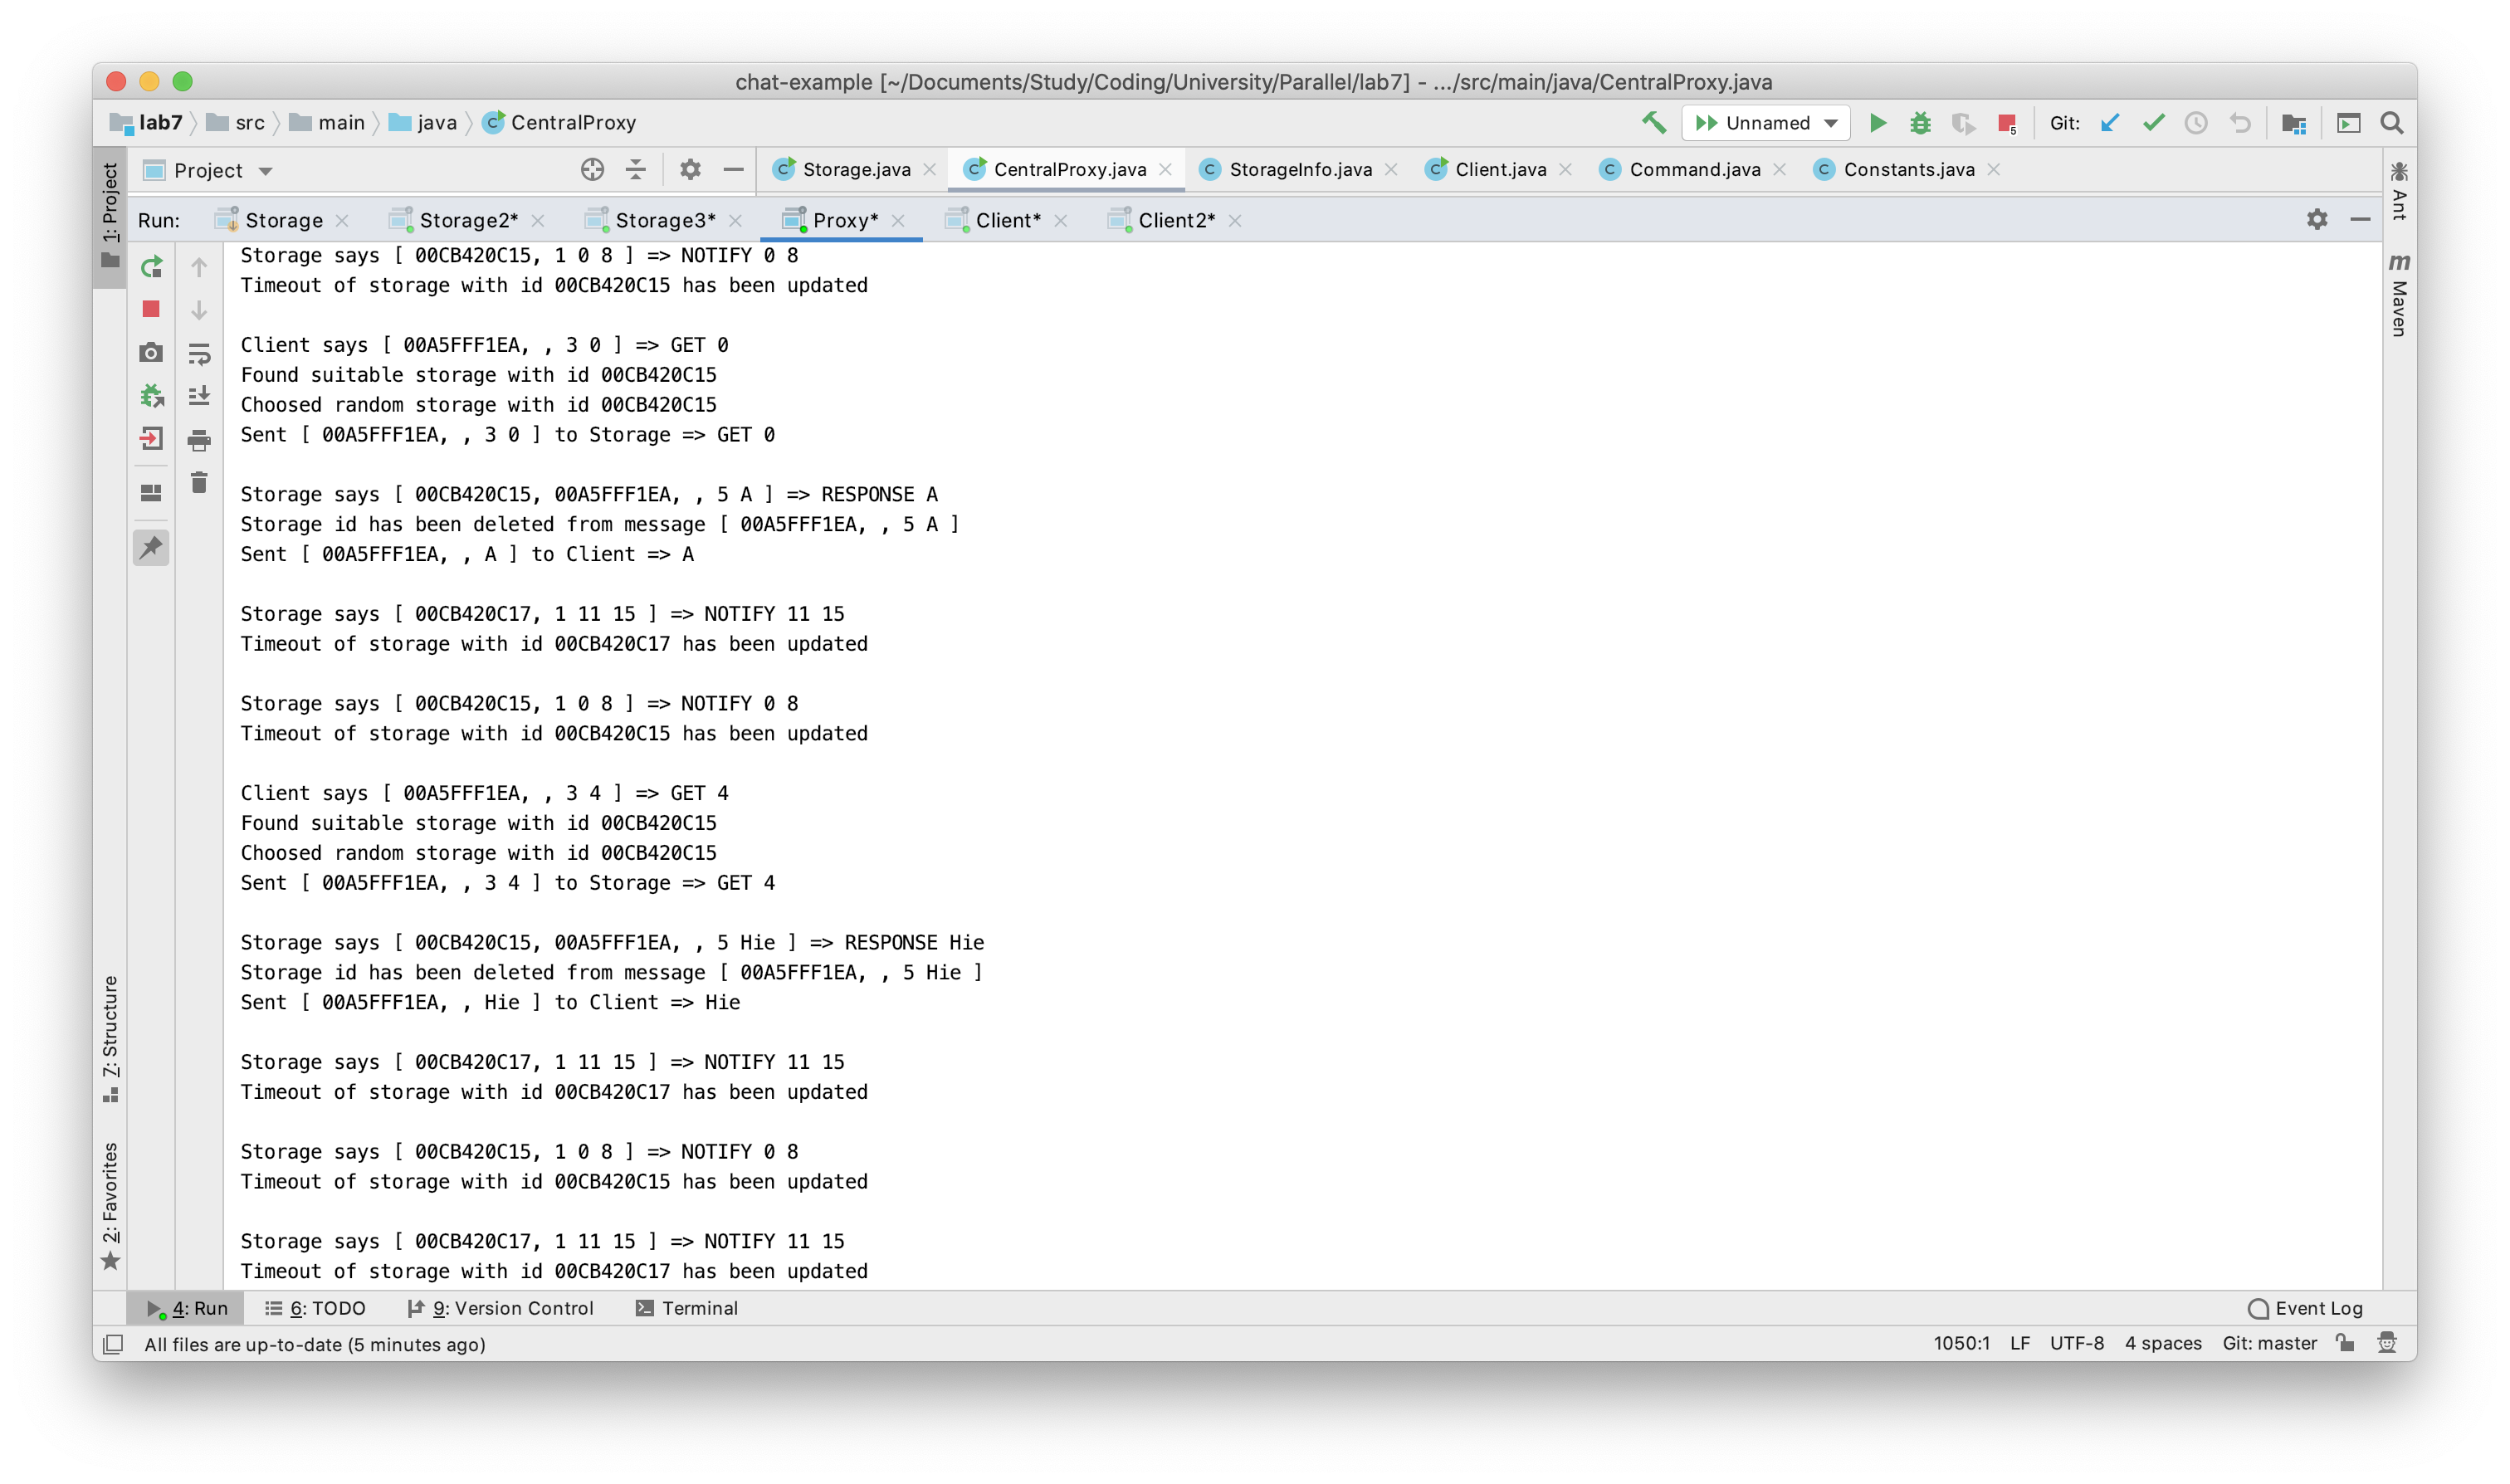 chat-example [~/Documents/Study/Coding/University/Parallel/lab7] - .../src/main/java/CentralProxy.java
lab7 src main java CentralProxy Unnamed 5 Git:
1: Project
Project
Storage.java CentralProxy.java StorageInfo.java Client.java Command.java Constants.java
Ant
Maven
Run: Storage Storage2* Storage3* Proxy* Client* Client2*
Storage says [ 00CB420C15, 1 0 8 ] => NOTIFY 0 8
Timeout of storage with id 00CB420C15 has been updated
Client says [ 00A5FFF1EA, , 3 0 ] => GET 0
Found suitable storage with id 00CB420C15
Choosed random storage with id 00CB420C15
Sent [ 00A5FFF1EA, , 3 0 ] to Storage => GET 0
Storage says [ 00CB420C15, 00A5FFF1EA, , 5 A ] => RESPONSE A
Storage id has been deleted from message [ 00A5FFF1EA, , 5 A ]
Sent [ 00A5FFF1EA, , A ] to Client => A
Storage says [ 00CB420C17, 1 11 15 ] => NOTIFY 11 15
Timeout of storage with id 00CB420C17 has been updated
Storage says [ 00CB420C15, 1 0 8 ] => NOTIFY 0 8
Timeout of storage with id 00CB420C15 has been updated
Client says [ 00A5FFF1EA, , 3 4 ] => GET 4
Found suitable storage with id 00CB420C15
Choosed random storage with id 00CB420C15
Sent [ 00A5FFF1EA, , 3 4 ] to Storage => GET 4
Storage says [ 00CB420C15, 00A5FFF1EA, , 5 Hie ] => RESPONSE Hie
Storage id has been deleted from message [ 00A5FFF1EA, , 5 Hie ]
Sent [ 00A5FFF1EA, , Hie ] to Client => Hie
Storage says [ 00CB420C17, 1 11 15 ] => NOTIFY 11 15
Timeout of storage with id 00CB420C17 has been updated
Storage says [ 00CB420C15, 1 0 8 ] => NOTIFY 0 8
Timeout of storage with id 00CB420C15 has been updated
Storage says [ 00CB420C17, 1 11 15 ] => NOTIFY 11 15
Timeout of storage with id 00CB420C17 has been updated
7: Structure
2: Favorites
4: Run 6: TODO 9: Version Control Terminal Event Log
All files are up-to-date (5 minutes ago) 1050:1 LF UTF-8 4 spaces Git: master